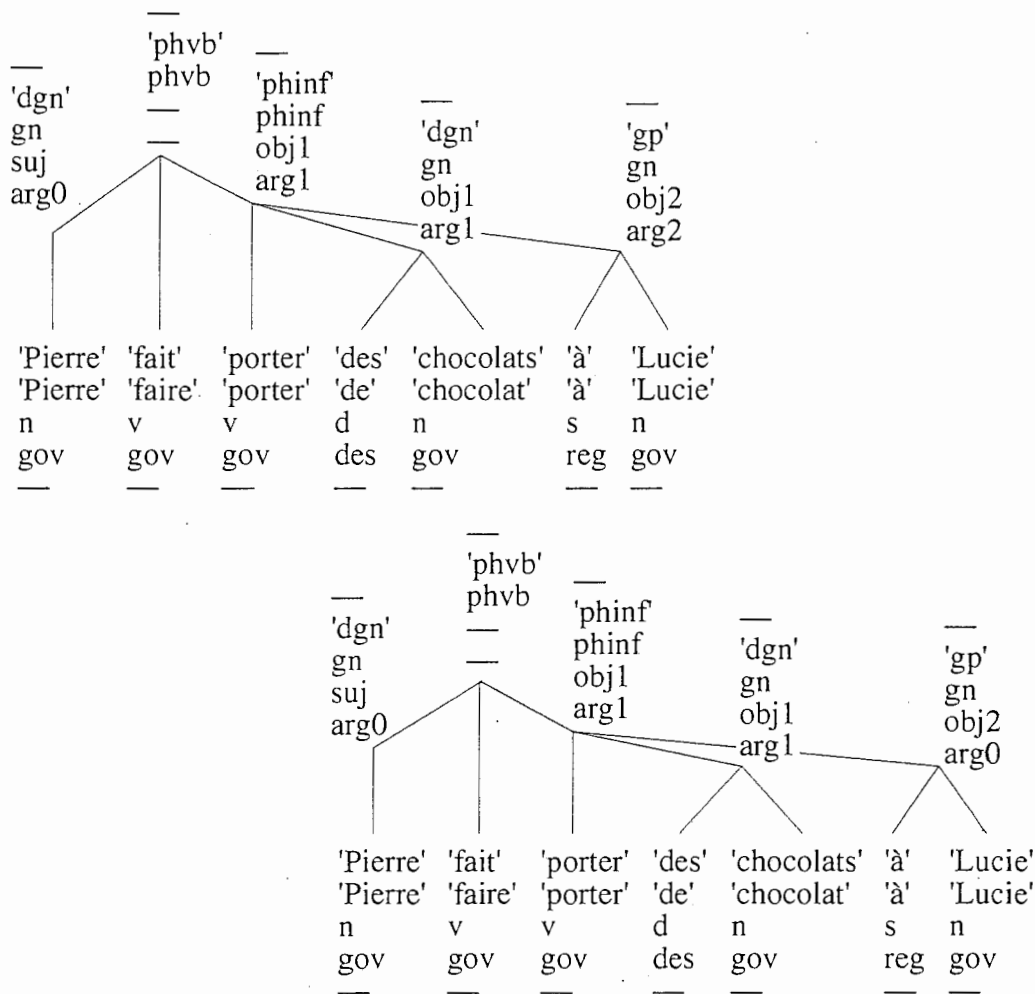 'phvb'
'dgn' phvb 'phinf'
gn phinf 'dgn' 'gp'
suj obj1 gn gn
arg0 arg1 obj1 obj2
arg1 arg2
'Pierre' 'fait' 'porter' 'des' 'chocolats' 'à' 'Lucie'
'Pierre' 'faire' 'porter' 'de' 'chocolat' 'à' 'Lucie'
n v v d n s n
gov gov gov des gov reg gov
'phvb'
'dgn' phvb 'phinf'
gn phinf 'dgn' 'gp'
suj obj1 gn gn
arg0 arg1 obj1 obj2
arg1 arg0
'Pierre' 'fait' 'porter' 'des' 'chocolats' 'à' 'Lucie'
'Pierre' 'faire' 'porter' 'de' 'chocolat' 'à' 'Lucie'
n v v d n s n
gov gov gov des gov reg gov